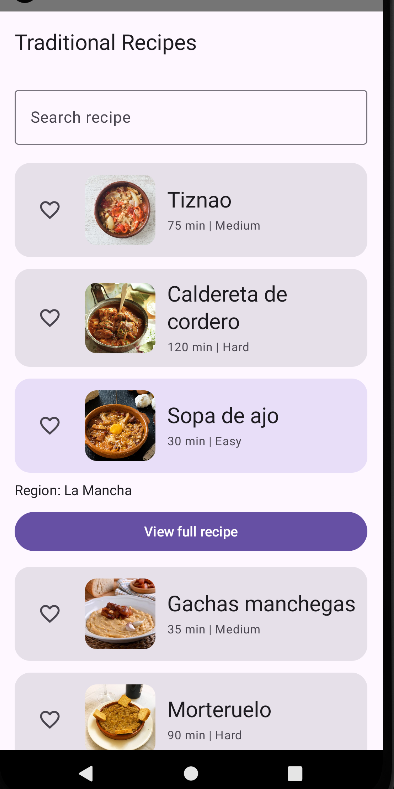 Traditional Recipes
Search recipe
Tiznao
75 min | Medium
Caldereta de
cordero
120 min | Hard
Sopa de ajo
30 min | Easy
Region: La Mancha
View full recipe
Gachas manchegas
35 min | Medium
Morteruelo
90 min | Hard